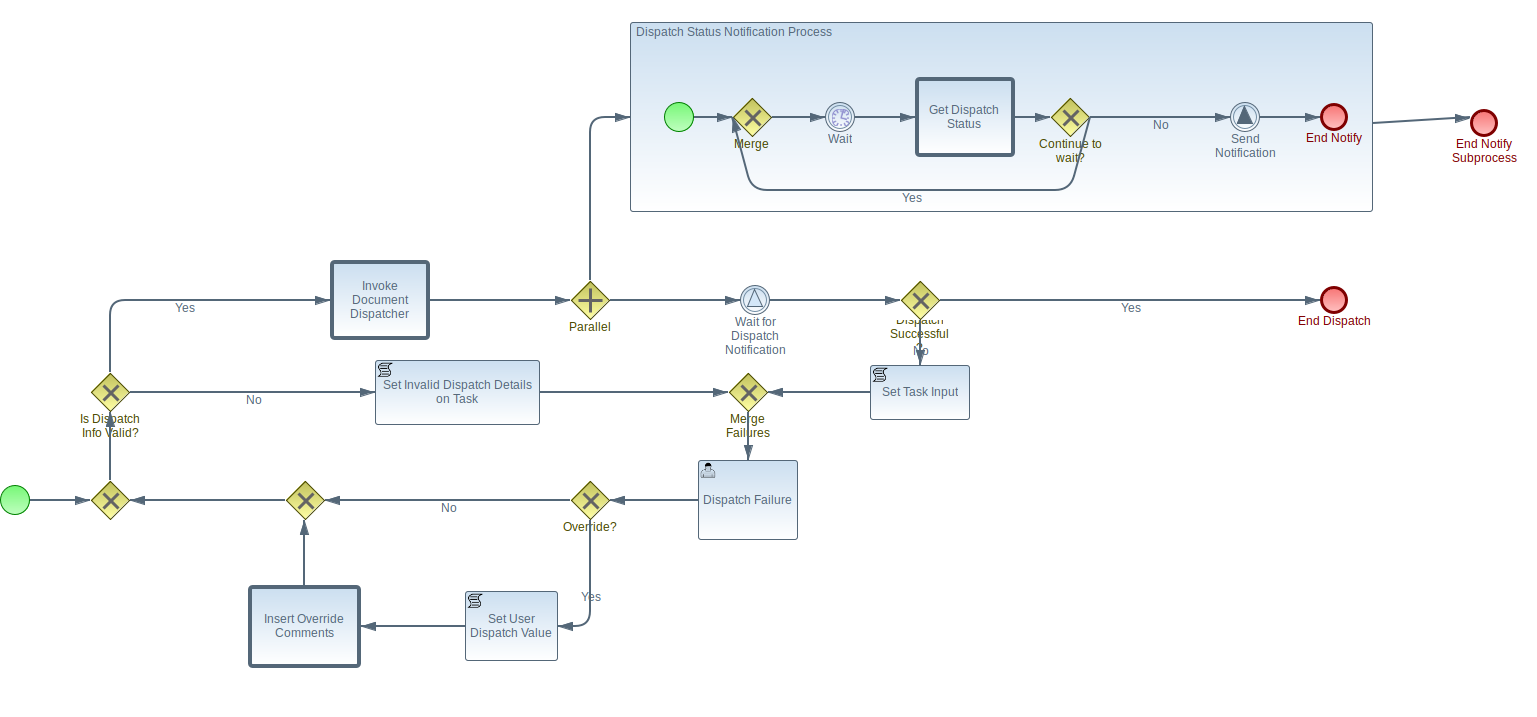 Dispatch Status Notification Process
Get Dispatch
Status
Merge
Wait
Continue to
wait?
No
Send
Notification
End Notify
End Notify
Subprocess
Yes
Invoke
Document
Dispatcher
Yes
Parallel
Wait for
Dispatch
Notification
Dispatch
Successful
?
No
Yes
End Dispatch
Is Dispatch
Info Valid?
No
Set Invalid Dispatch Details
on Task
Merge
Failures
Set Task Input
Dispatch Failure
Override?
No
Yes
Set User
Dispatch Value
Insert Override
Comments